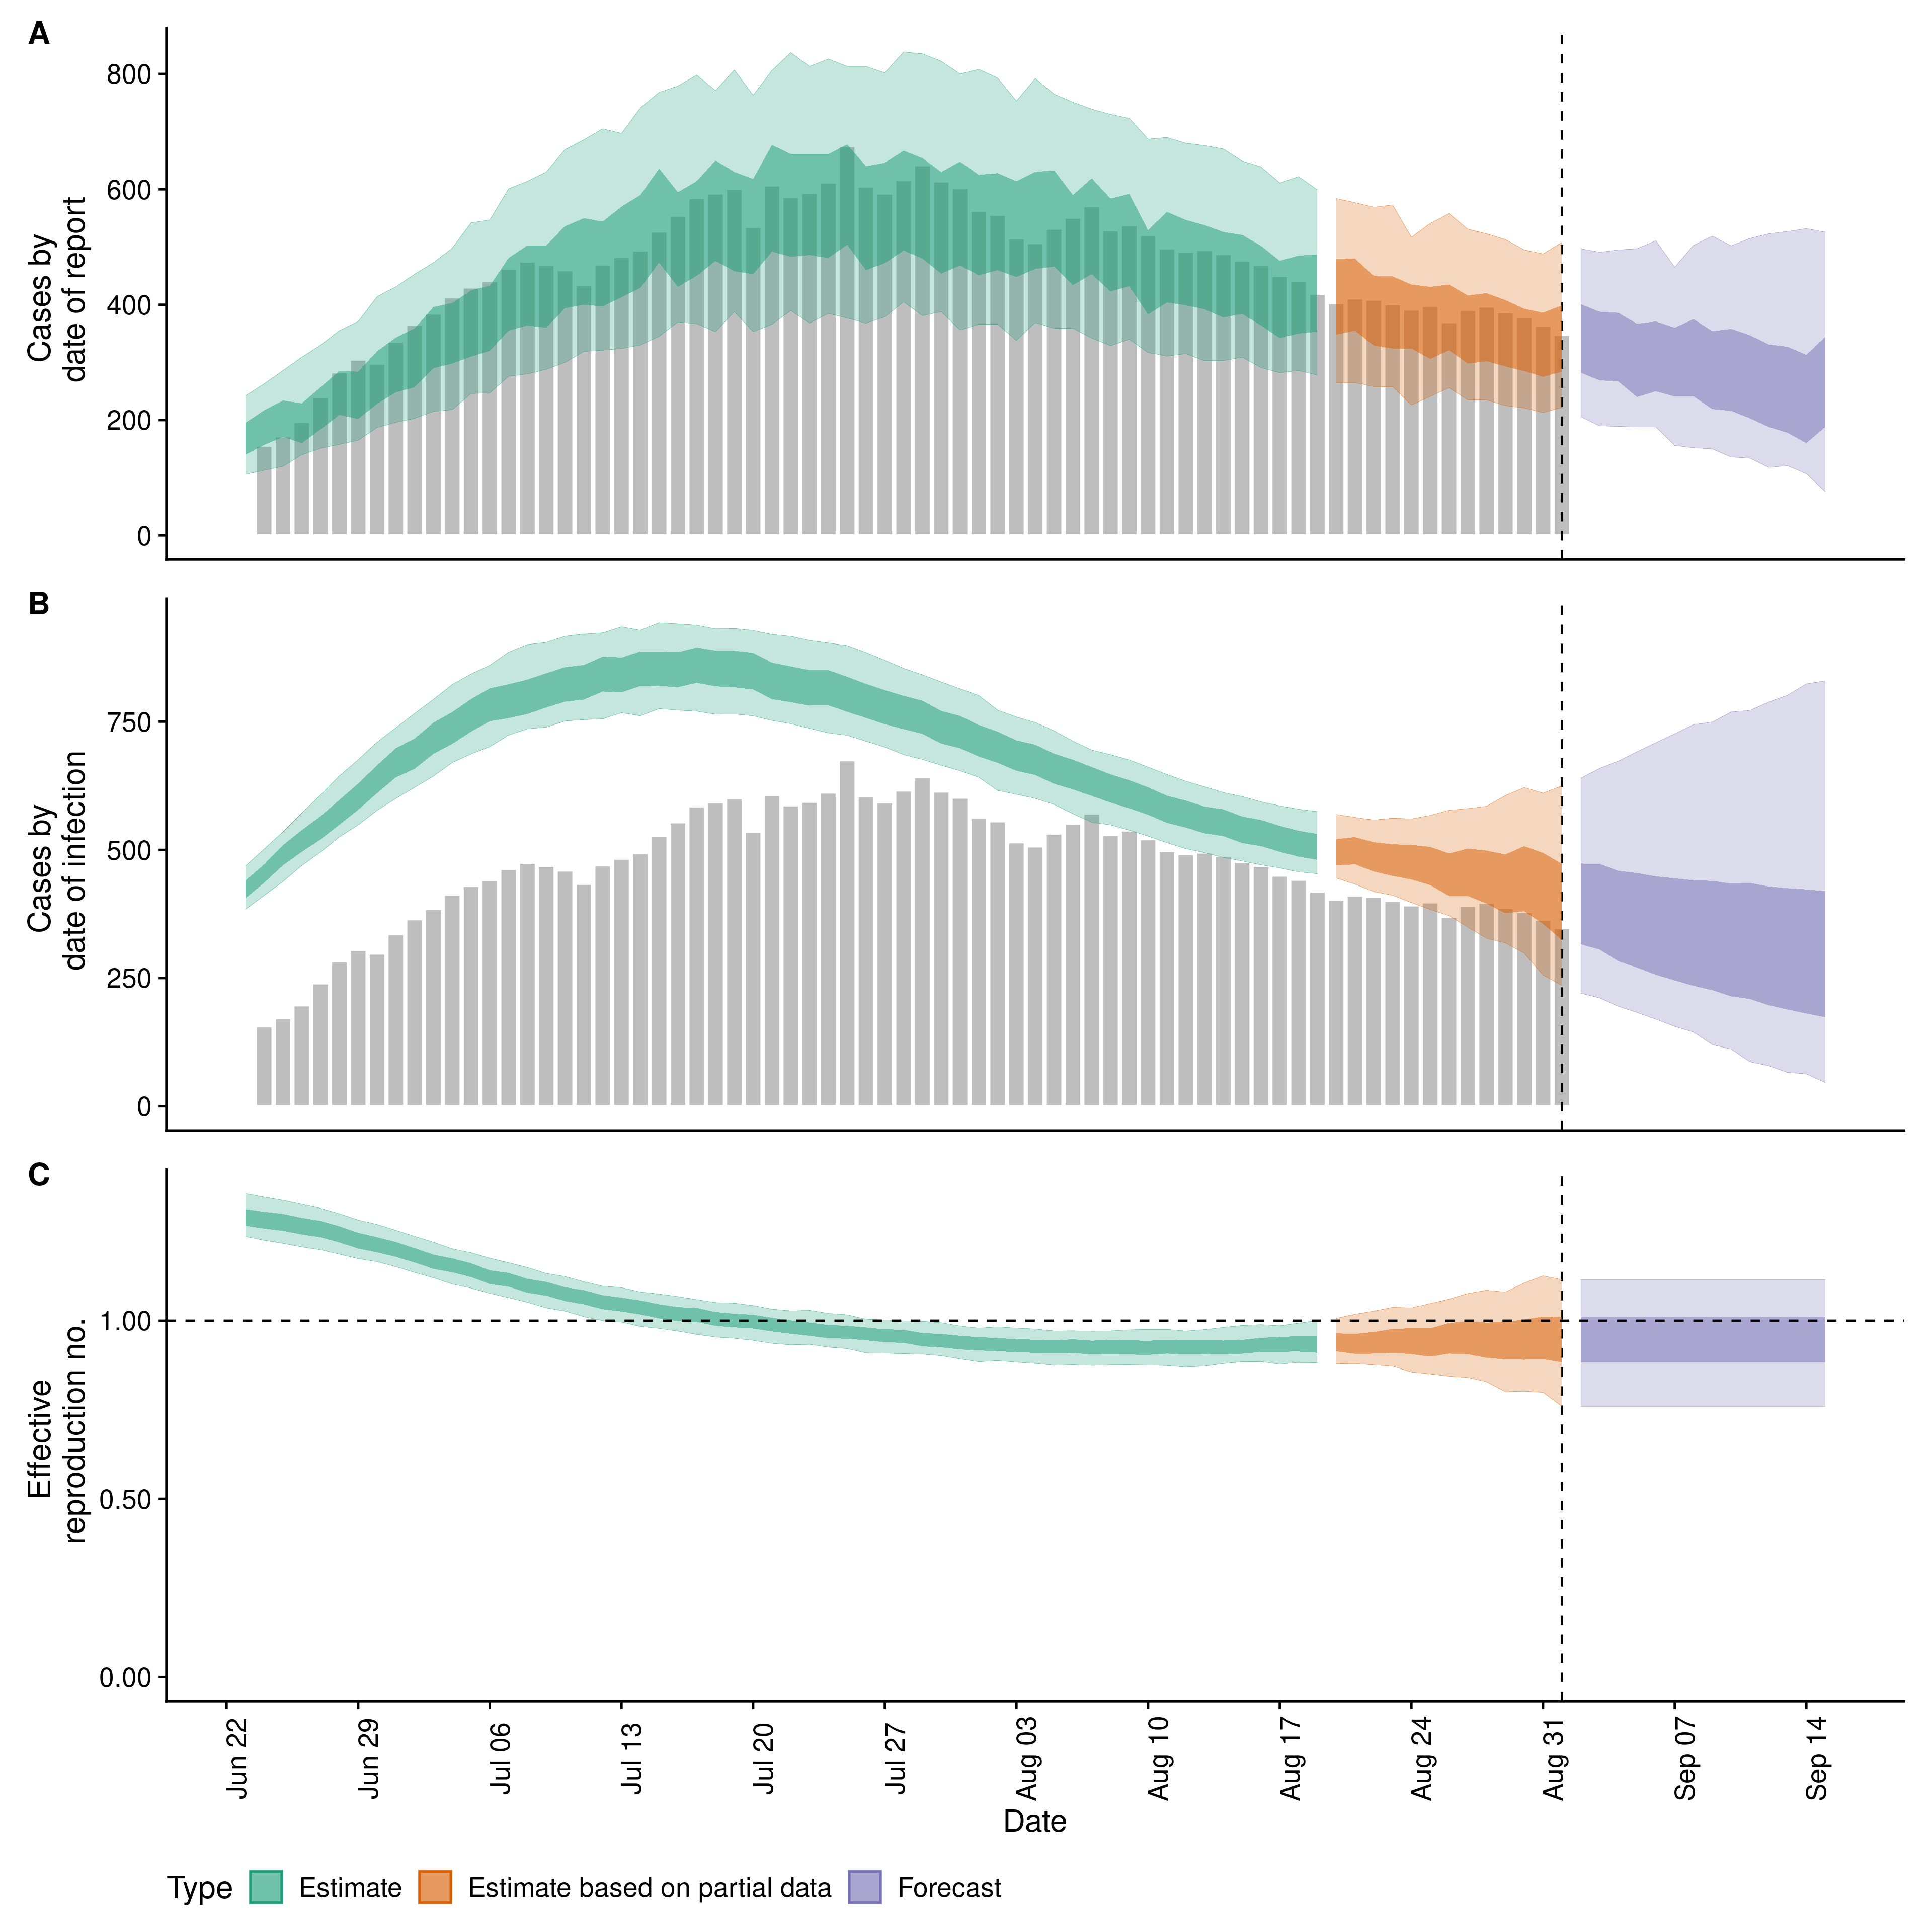 A
800
600
400
200
0
Cases by
date of report
B
750
500
250
0
Cases by
date of infection
C
1.00
0.50
0.00
Effective
reproduction no.
Jun 22
Jun 29
Jul 06
Jul 13
Jul 20
Jul 27
Aug 03
Aug 10
Aug 17
Aug 24
Aug 31
Sep 07
Sep 14
Date
Type Estimate Estimate based on partial data Forecast